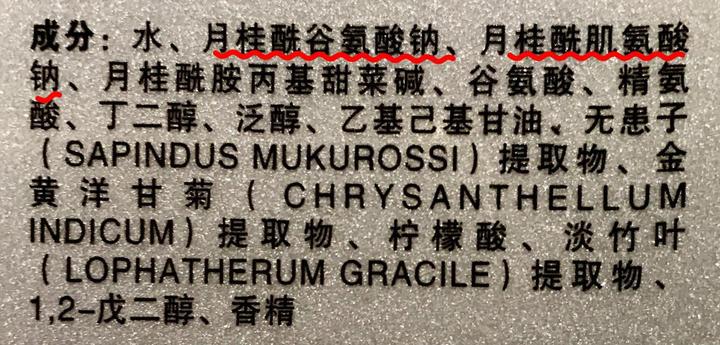 成分：水、月桂酰谷氨酸钠、月桂酰肌氨酸
钠、月桂酰胺丙基甜菜碱、谷氨酸、精氨
酸、丁二醇、泛醇、乙基己基甘油、无患子
（SAPINDUS MUKUROSSI）提取物、金
黄洋甘菊（CHRYSANTHELLUM
INDICUM）提取物、柠檬酸、淡竹叶
（LOPHATHERUM GRACILE）提取物、
1,2-戊二醇、香精